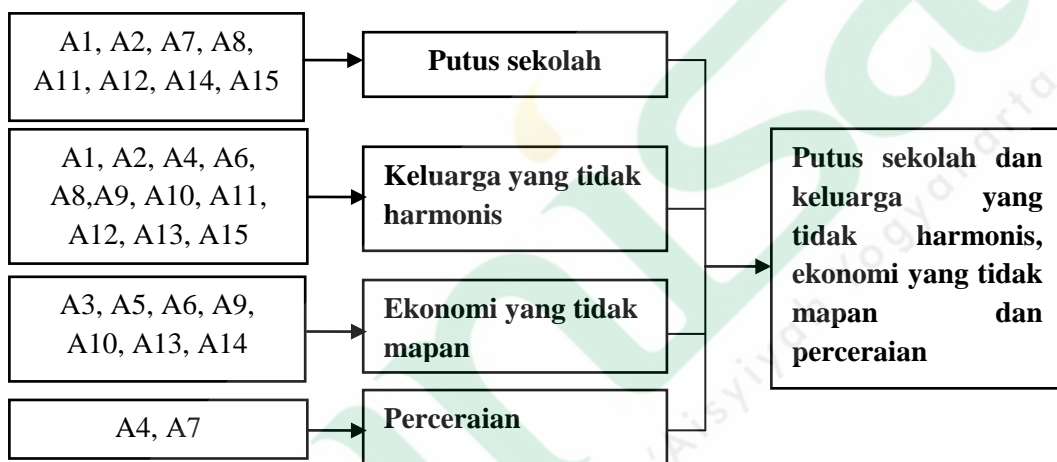 A1, A2, A7, A8,
A11, A12, A14, A15
Putus sekolah
A1, A2, A4, A6,
A8,A9, A10, A11,
A12, A13, A15
Keluarga yang tidak
harmonis
A3, A5, A6, A9,
A10, A13, A14
Ekonomi yang tidak
mapan
A4, A7
Perceraian
Putus sekolah dan
keluarga yang
tidak harmonis,
ekonomi yang tidak
mapan dan
perceraian
'Aisyiyah Yogyakarta